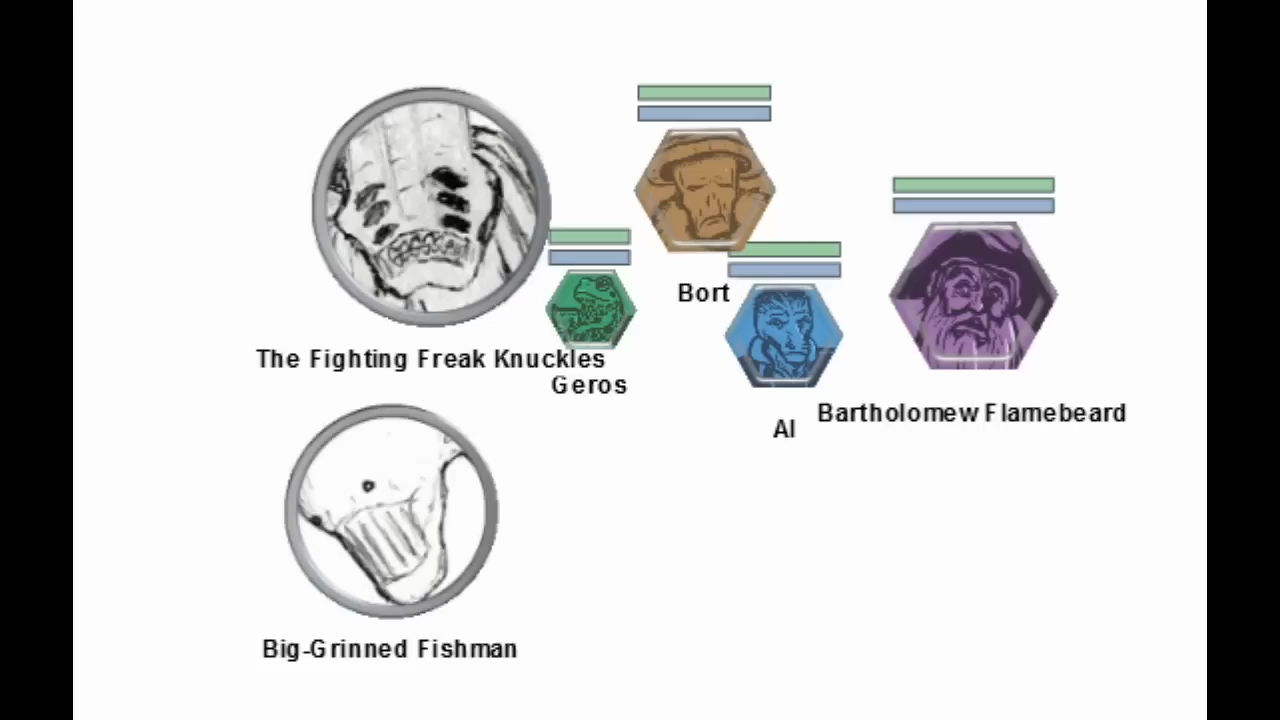 Bort
The Fighting Freak Knuckles
Geros
Al
Bartholomew Flamebeard
Big-Grinned Fishman